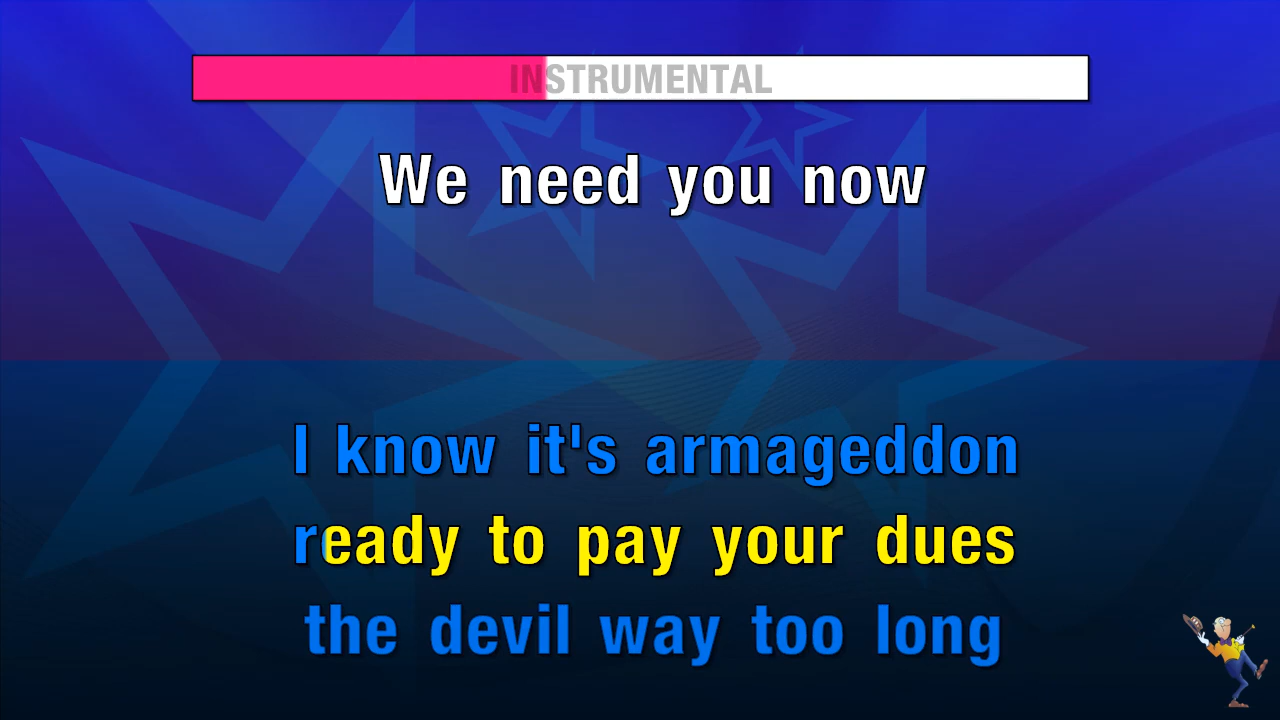 INSTRUMENTAL
We need you now
I know it's armageddon
ready to pay your dues
the devil way too long